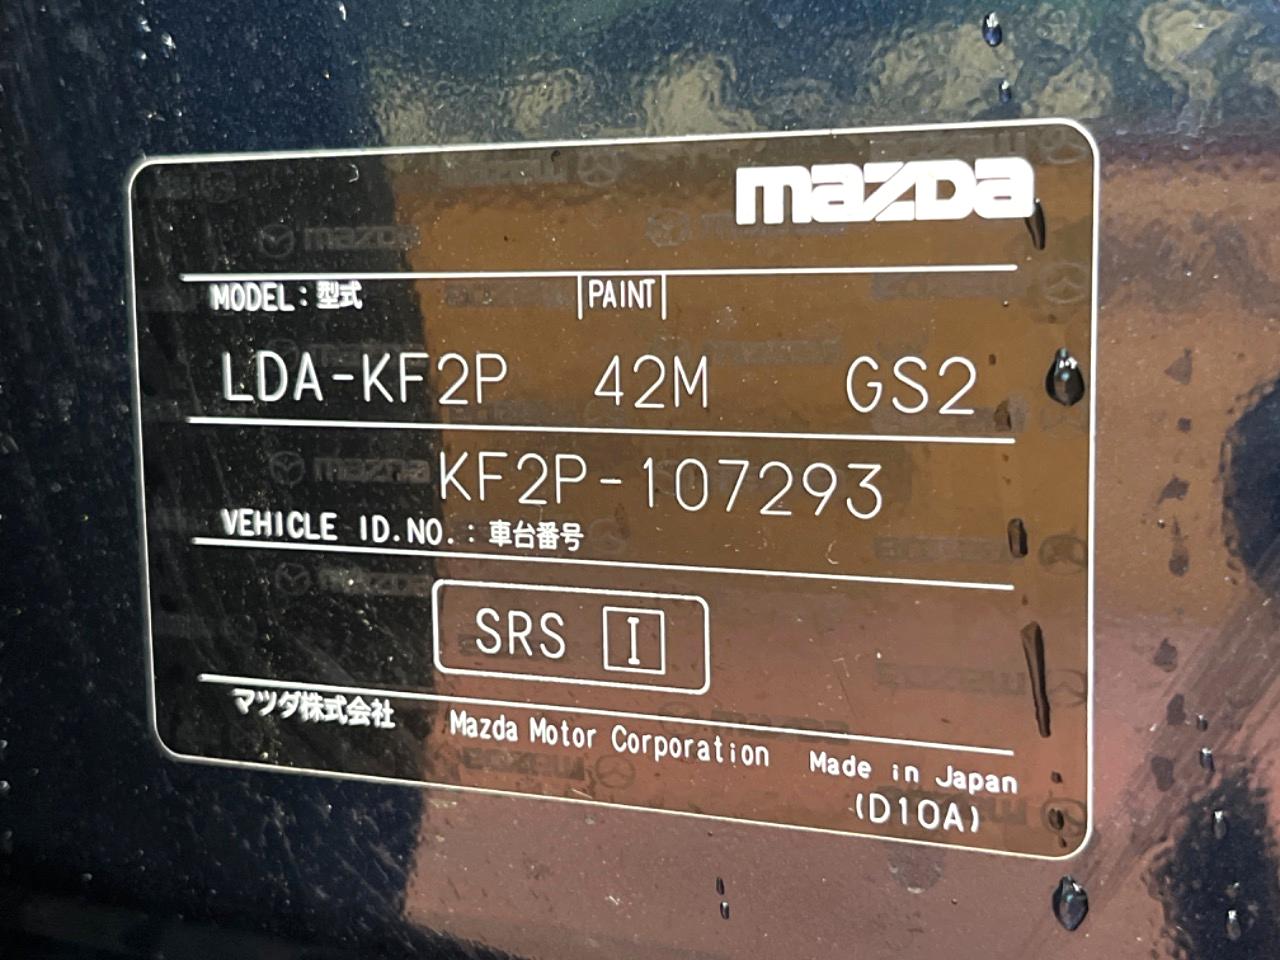 mazda
MODEL：型式 PAINT
LDA-KF2P 42M GS2
KF2P-107293
VEHICLE ID.NO.：車台番号
SRS I
マツダ株式会社 Mazda Motor Corporation Made in Japan
(D10A)